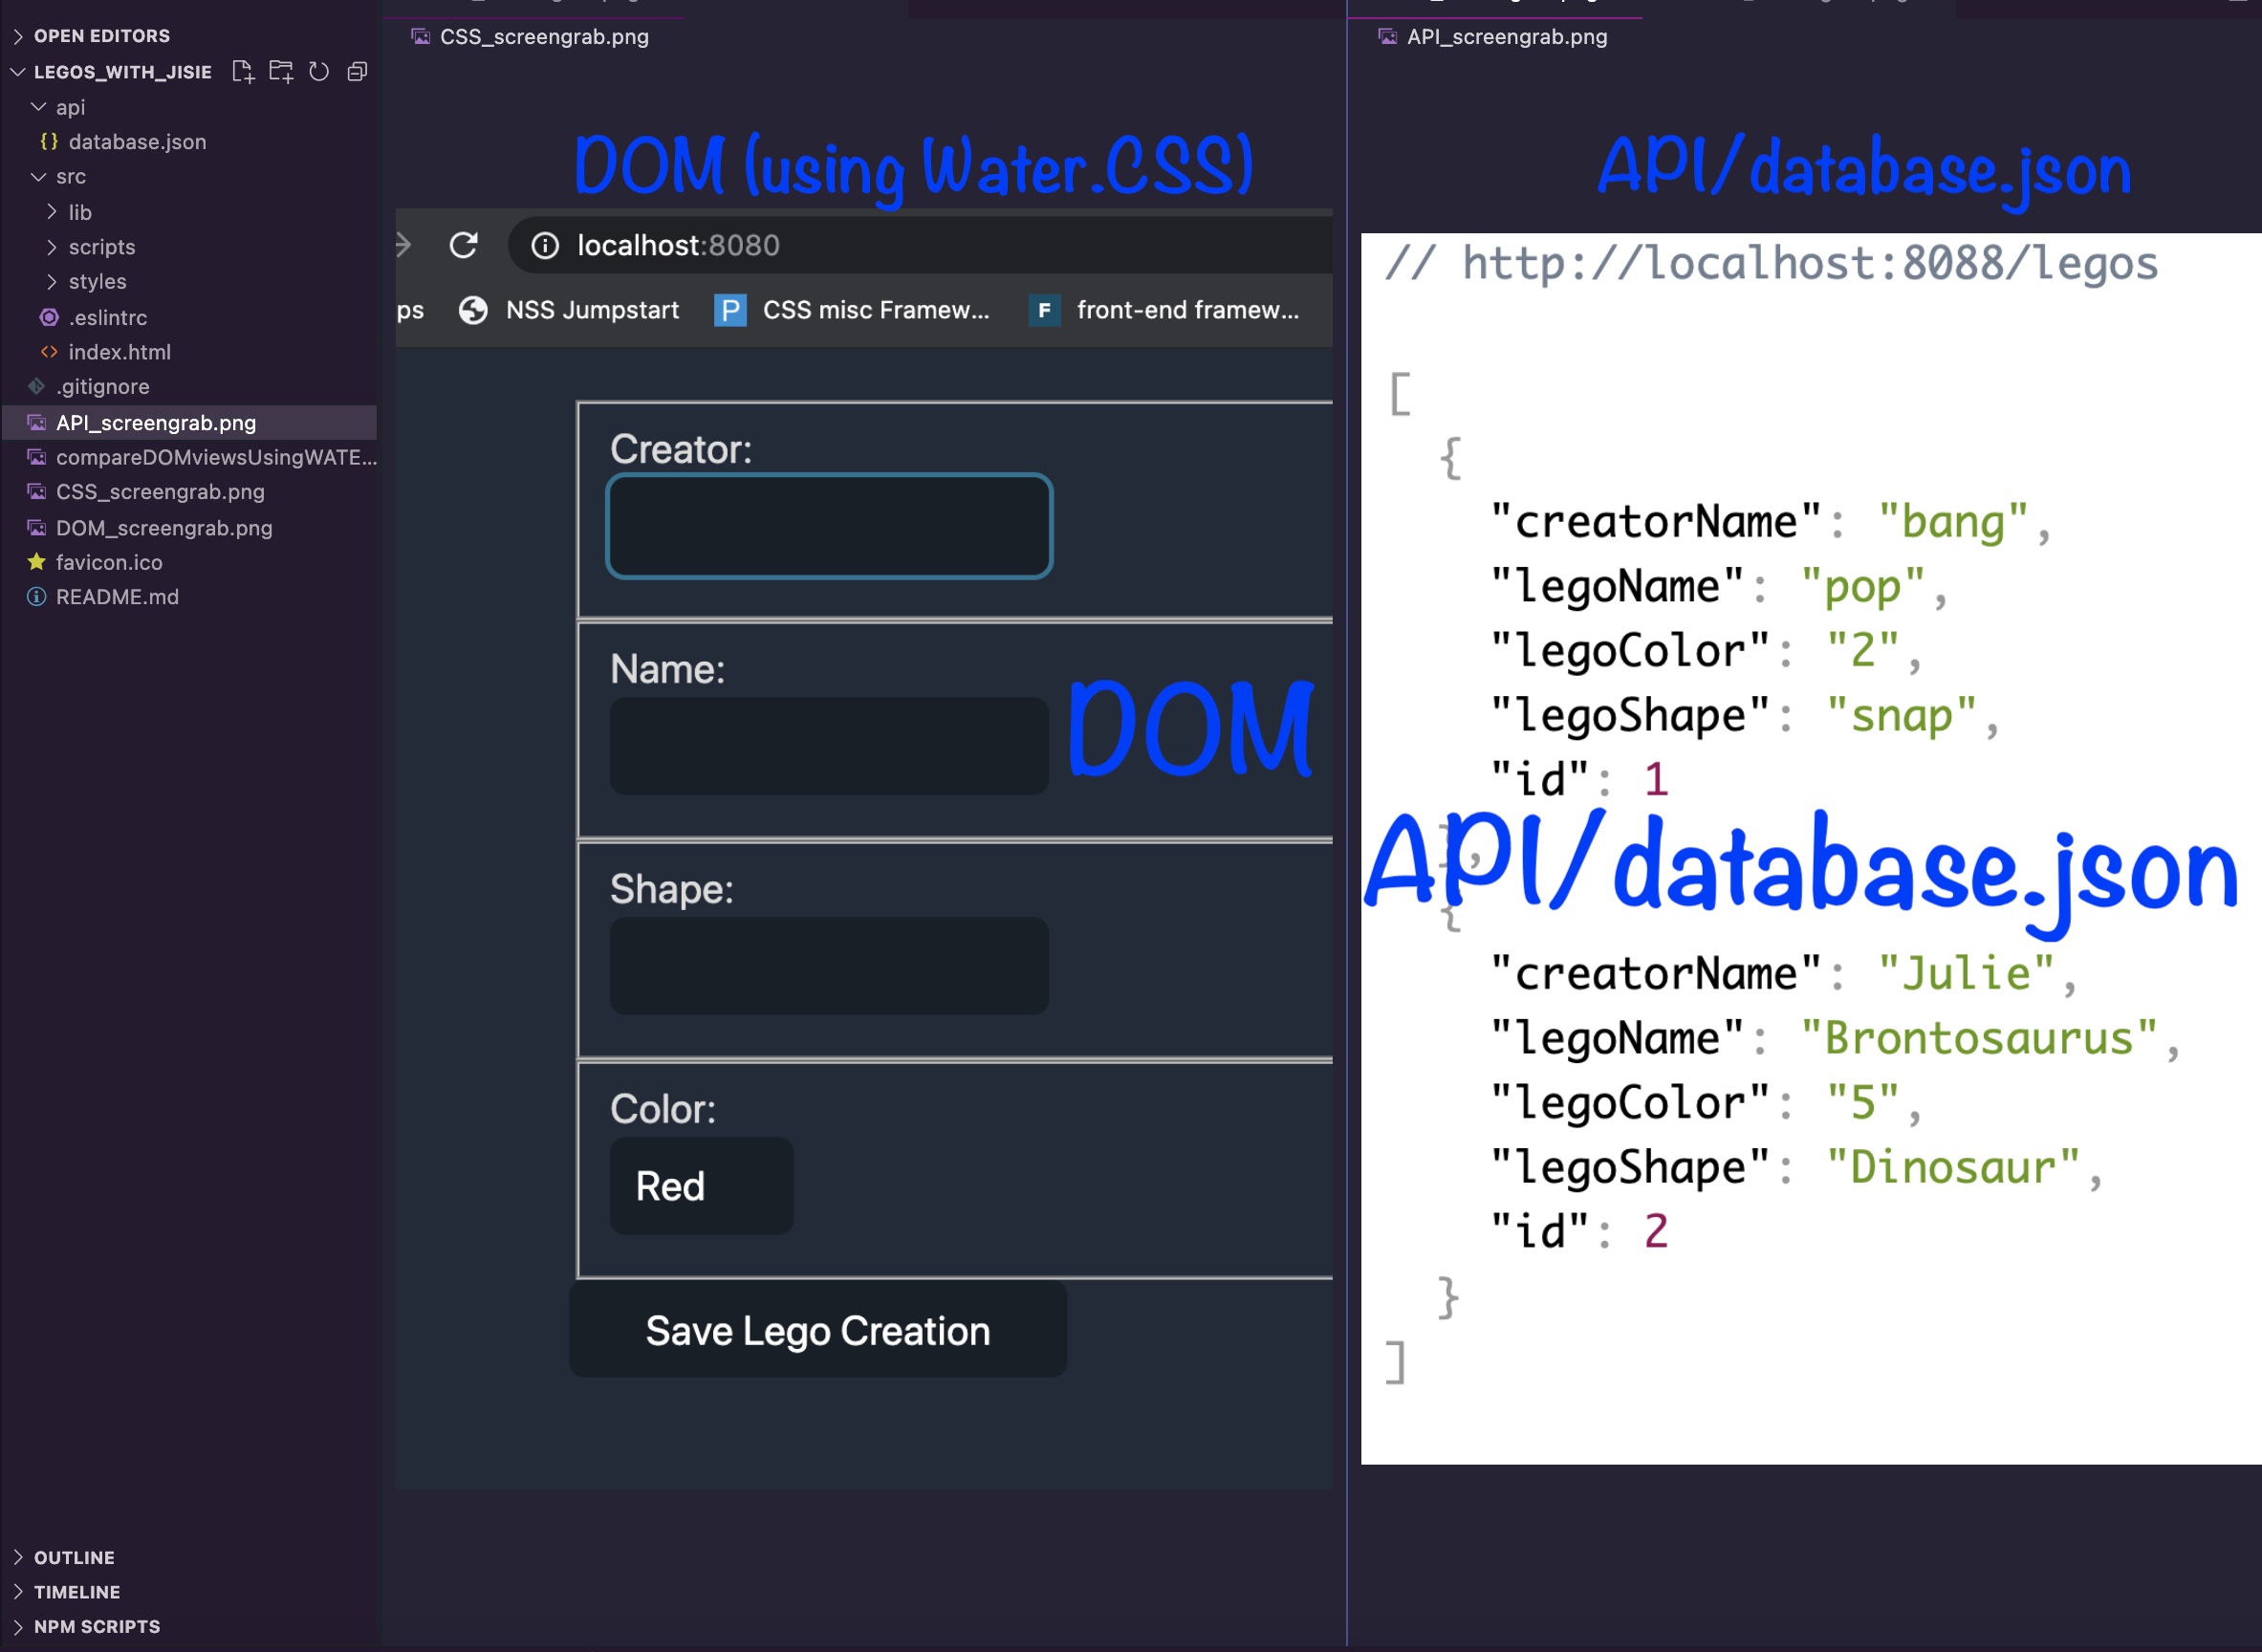 OPEN EDITORS
LEGOS_WITH_JISIE
api
{} database.json
src
lib
scripts
styles
.eslintrc
<> index.html
.gitignore
API_screengrab.png
compareDOMviewsUsingWATE...
CSS_screengrab.png
DOM_screengrab.png
favicon.ico
README.md
OUTLINE
TIMELINE
NPM SCRIPTS
CSS_screengrab.png
DOM (using Water.CSS)
localhost:8080
ps NSS Jumpstart P CSS misc Framew... F front-end framew...
Creator:
Name:
DOM
Shape:
Color:
Red
Save Lego Creation
API_screengrab.png
API/database.json
// http://localhost:8088/legos
[
{
"creatorName": "bang",
"legoName": "pop",
"legoColor": "2",
"legoShape": "snap",
"id": 1
},
API/database.json
{
"creatorName": "Julie",
"legoName": "Brontosaurus",
"legoColor": "5",
"legoShape": "Dinosaur",
"id": 2
}
]